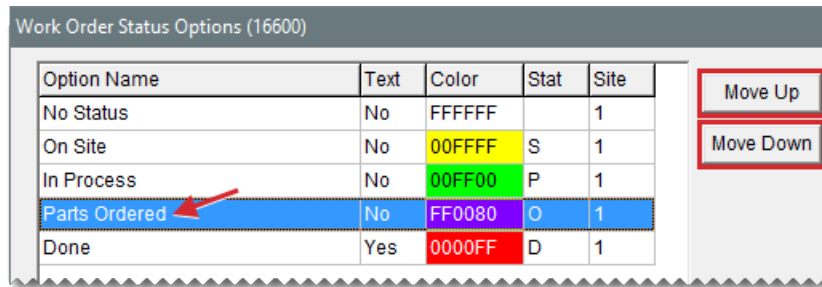 Work Order Status Options (16600)
Option Name Text Color Stat Site
Move Up
No Status No FFFFFF 1
On Site No 00FFFF S 1
Move Down
In Process No 00FF00 P 1
Parts Ordered No FF0080 O 1
Done Yes 0000FF D 1